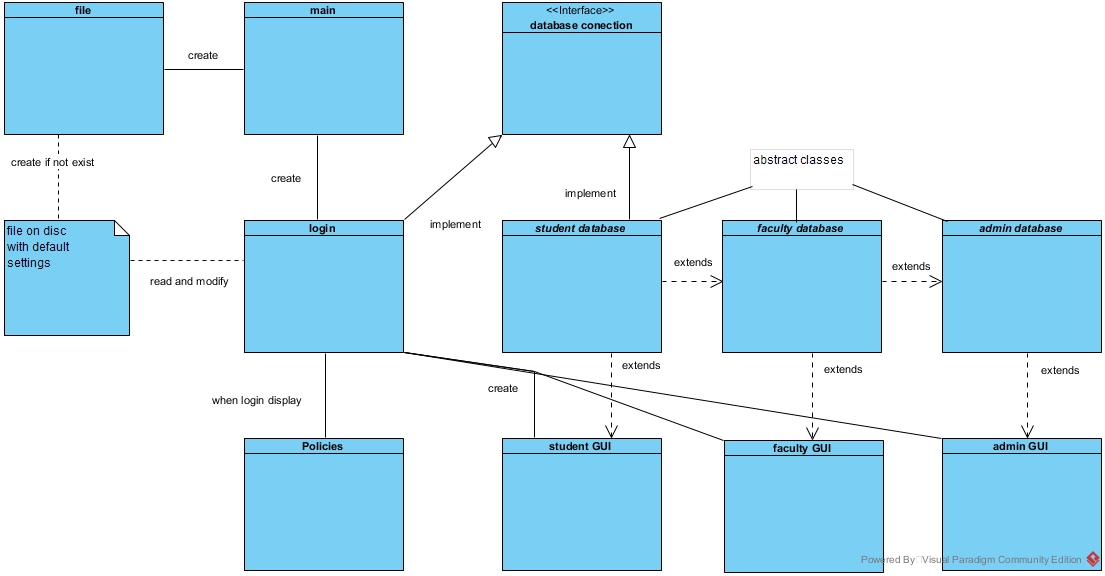 file
main
<<Interface>>
database conection
create
create if not exist
create
abstract classes
implement
implement
file on disc
with default
settings
login
student database
faculty database
admin database
read and modify
extends
extends
extends
extends
extends
when login display
create
Policies
student GUI
faculty GUI
admin GUI
Powered By Visual Paradigm Community Edition